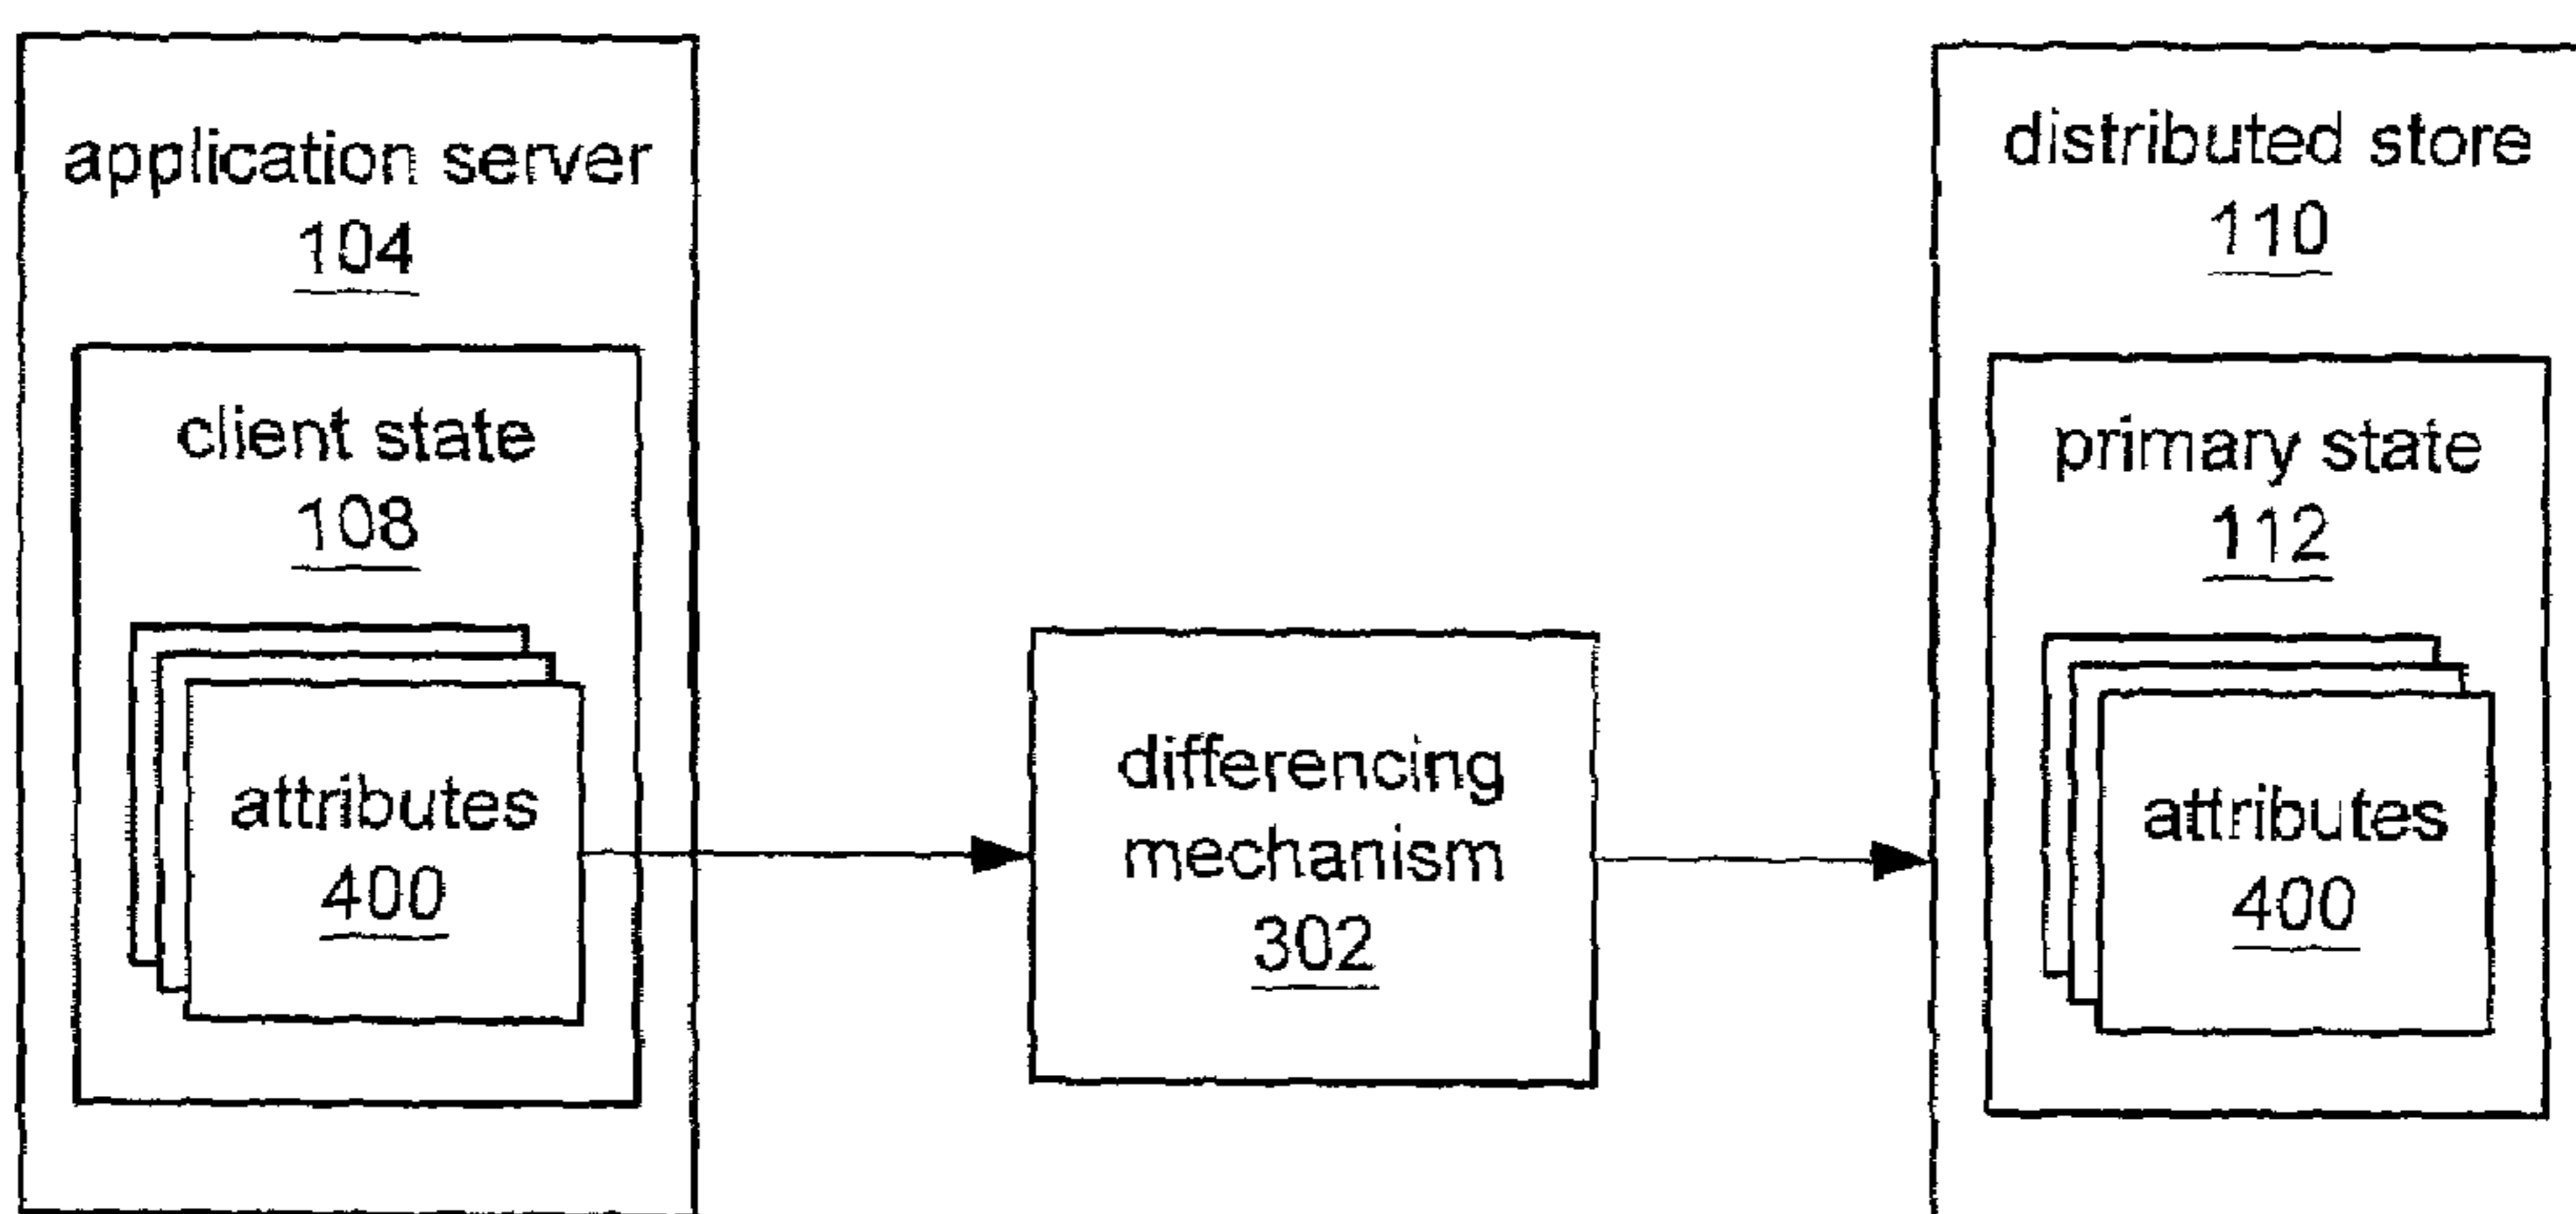 application server
104
client state
108
attributes
400
differencing
mechanism
302
distributed store
110
primary state
112
attributes
400